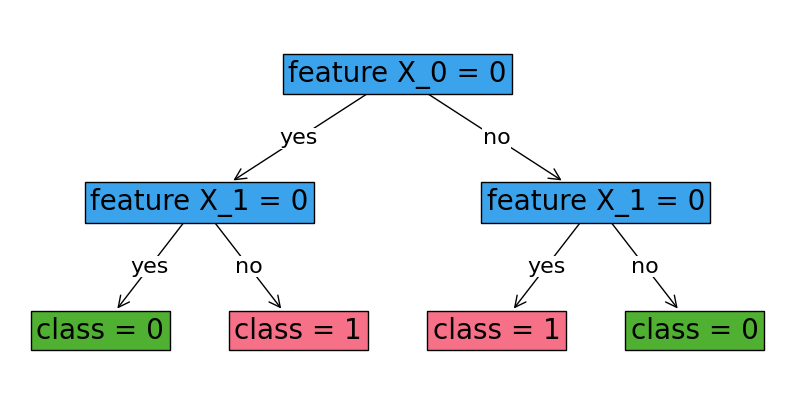 feature X_0 = 0
yes
no
feature X_1 = 0
feature X_1 = 0
yes
no
yes
no
class = 0
class = 1
class = 1
class = 0